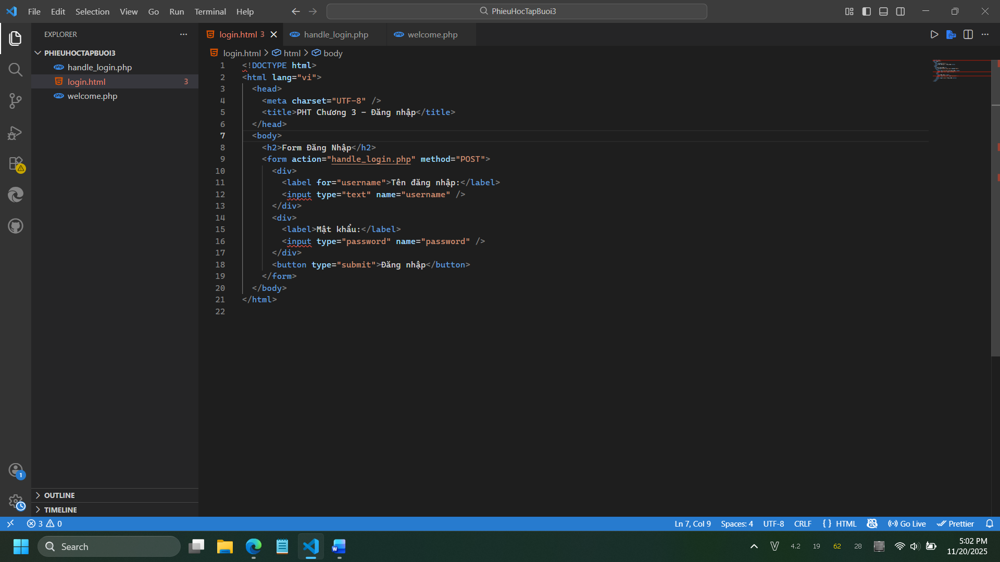 File Edit Selection View Go Run Terminal Help
PhieuHocTapBuoi3
EXPLORER
PHIEUHOCTAPBUOI3
handle_login.php
login.html 3
welcome.php
OUTLINE
TIMELINE
login.html 3 handle_login.php welcome.php
login.html > html > body
1 <!DOCTYPE html>
2 <html lang="vi">
3 <head>
4 <meta charset="UTF-8" />
5 <title>PHT Chương 3 - Đăng nhập</title>
6 </head>
7 <body>
8 <h2>Form Đăng Nhập</h2>
9 <form action="handle_login.php" method="POST">
10 <div>
11 <label for="username">Tên đăng nhập:</label>
12 <input type="text" name="username" />
13 </div>
14 <div>
15 <label>Mật khẩu:</label>
16 <input type="password" name="password" />
17 </div>
18 <button type="submit">Đăng nhập</button>
19 </form>
20 </body>
21 </html>
22
1
3 0
Ln 7, Col 9 Spaces: 4 UTF-8 CRLF {} HTML Go Live Prettier
Search
4.2 19 62 28
5:02 PM
11/20/2025